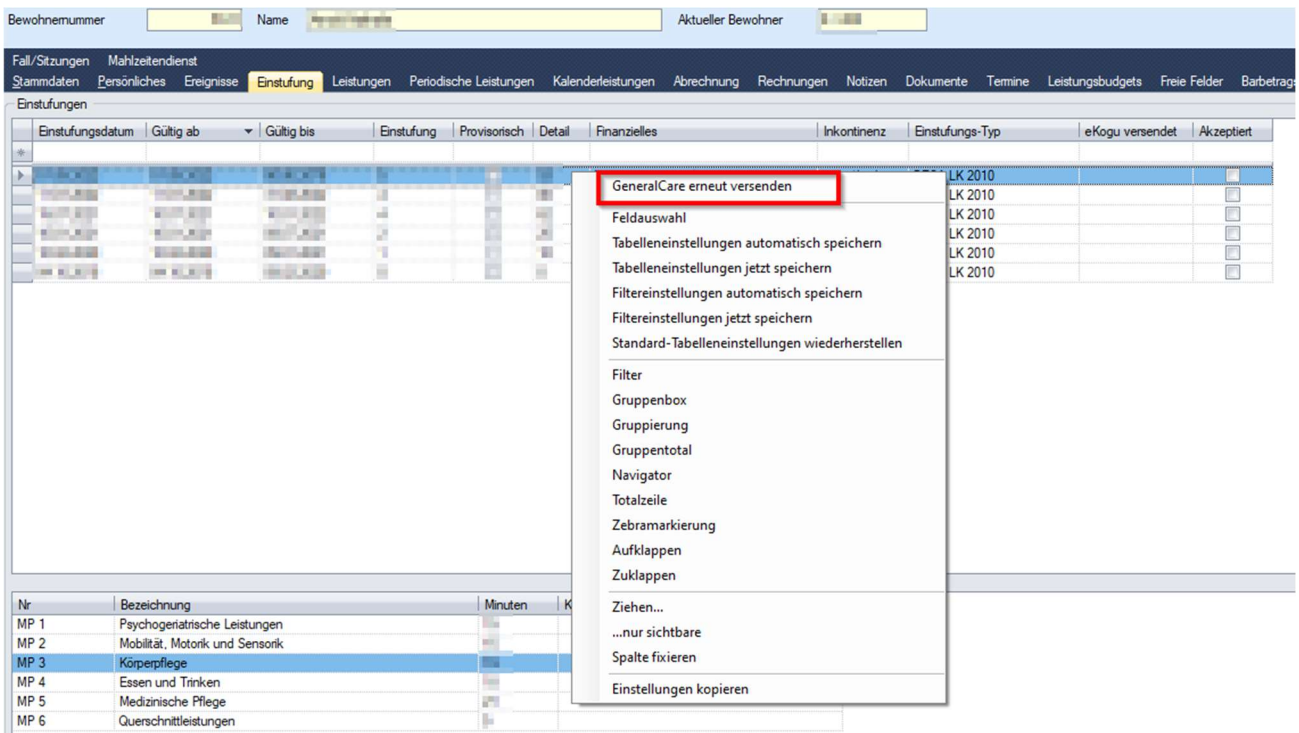 Bewohnernummer Name Aktueller Bewohner
Fall/Sitzungen Mahlzeitendienst
Stammdaten Persönliches Ereignisse Einstufung Leistungen Periodische Leistungen Kalenderleistungen Abrechnung Rechnungen Notizen Dokumente Termine Leistungsbudgets Freie Felder Barbetrags
Einstufungen
Einstufungsdatum Gültig ab Gültig bis Einstufung Provisorisch Detail Finanzielles Inkontinenz Einstufungs-Typ eKogu versendet Akzeptiert
LK 2010
GeneralCare erneut versenden
LK 2010
LK 2010
Feldauswahl
LK 2010
Tabelleneinstellungen automatisch speichern
LK 2010
Tabelleneinstellungen jetzt speichern
LK 2010
Filtereinstellungen automatisch speichern
Filtereinstellungen jetzt speichern
Standard-Tabelleneinstellungen wiederherstellen
Filter
Gruppenbox
Gruppierung
Gruppentotal
Navigator
Totalzeile
Zebramarkierung
Aufklappen
Zuklappen
Ziehen...
...nur sichtbare
Spalte fixieren
Einstellungen kopieren
Nr Bezeichnung Minuten K
MP 1 Psychogeriatrische Leistungen
MP 2 Mobilität, Motorik und Sensorik
MP 3 Körperpflege
MP 4 Essen und Trinken
MP 5 Medizinische Pflege
MP 6 Querschnittleistungen